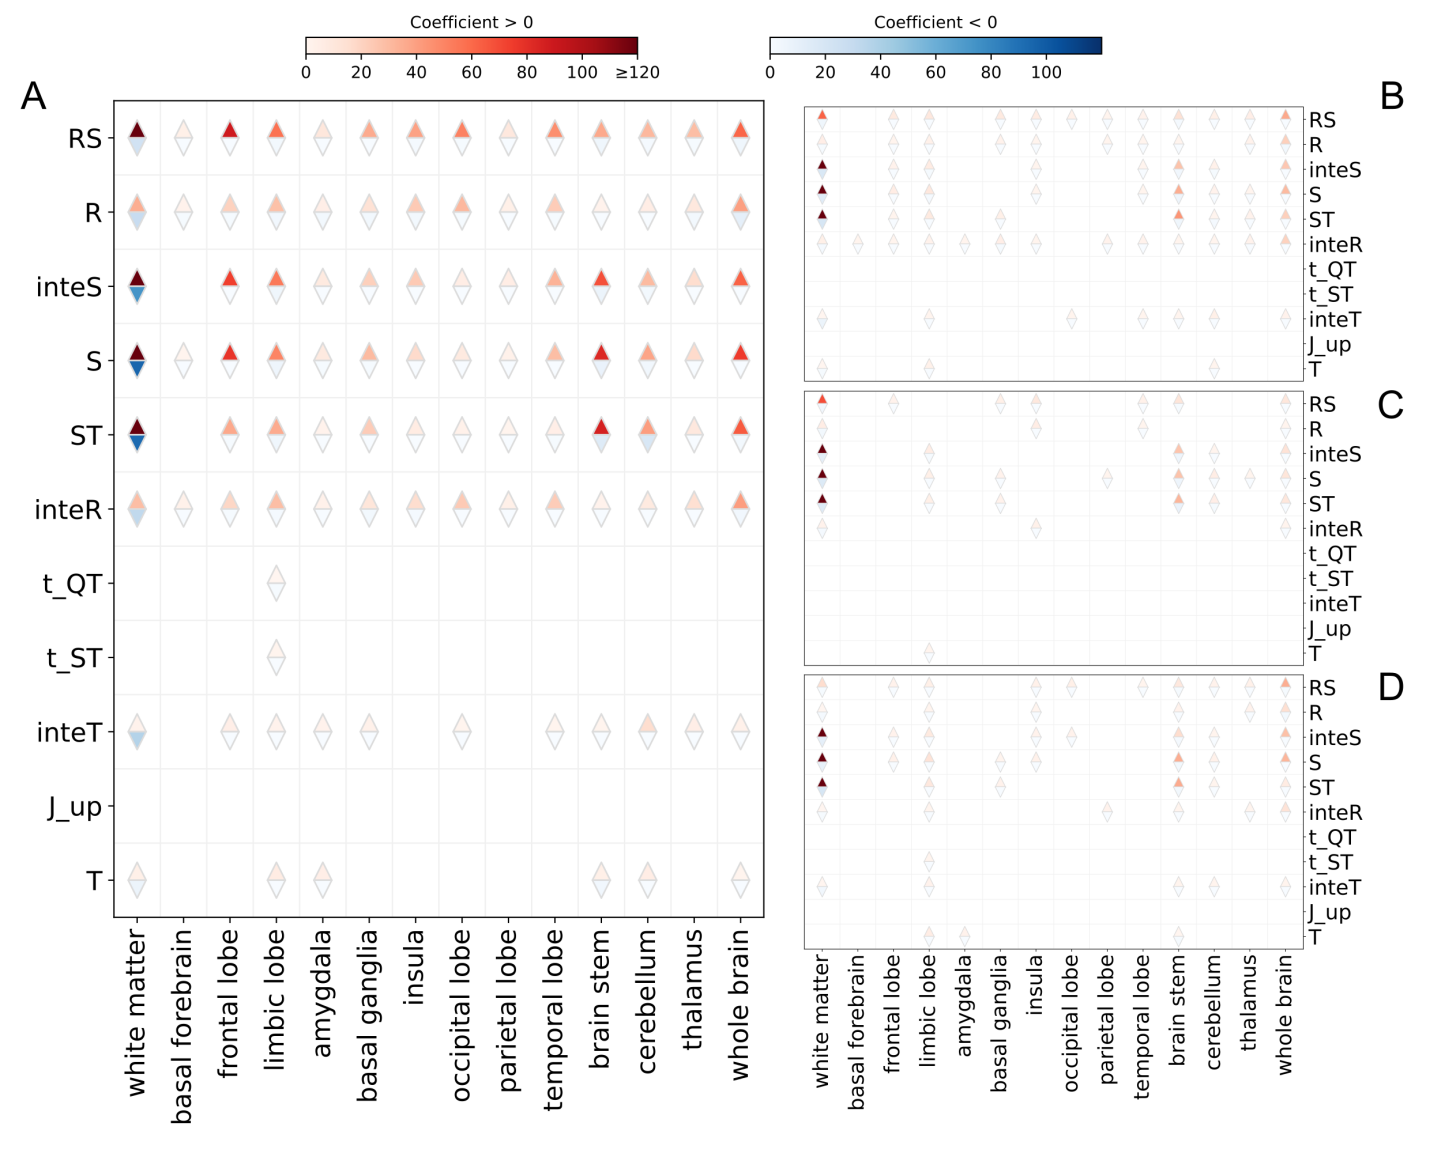 Coefficient > 0
0 20 40 60 80 100 ≥120
Coefficient < 0
0 20 40 60 80 100
A
RS
R
inteS
S
ST
inteR
t_QT
t_ST
inteT
J_up
T
white matter
basal forebrain
frontal lobe
limbic lobe
amygdala
basal ganglia
insula
occipital lobe
parietal lobe
temporal lobe
brain stem
cerebellum
thalamus
whole brain
B
RS
R
inteS
S
ST
inteR
t_QT
t_ST
inteT
J_up
T
C
RS
R
inteS
S
ST
inteR
t_QT
t_ST
inteT
J_up
T
D
RS
R
inteS
S
ST
inteR
t_QT
t_ST
inteT
J_up
T
white matter
basal forebrain
frontal lobe
limbic lobe
amygdala
basal ganglia
insula
occipital lobe
parietal lobe
temporal lobe
brain stem
cerebellum
thalamus
whole brain